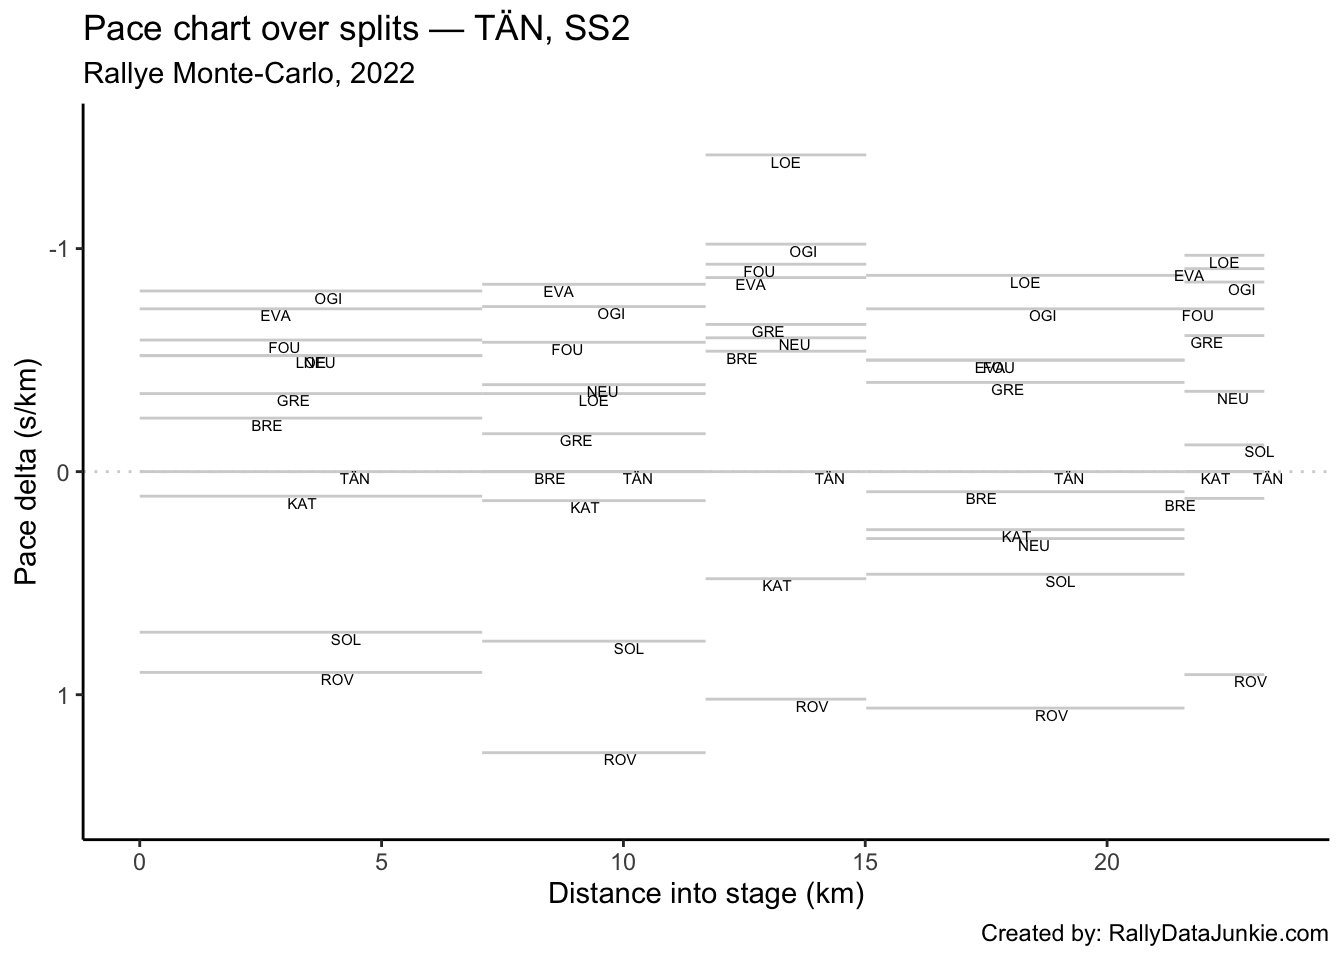 Pace chart over splits — TÄN, SS2
Rallye Monte-Carlo, 2022
Pace delta (s/km)
-1
0
1
OGI
EVA
FOU
LOE
NEU
GRE
BRE
TÄN
KAT
SOL
ROV
EVA
OGI
FOU
NEU
LOE
GRE
BRE
TÄN
KAT
SOL
ROV
LOE
OGI
FOU
EVA
GRE
NEU
BRE
TÄN
KAT
ROV
LOE
OGI
EVA
FOU
GRE
TÄN
BRE
KAT
NEU
SOL
ROV
LOE
EVA
OGI
FOU
GRE
NEU
SOL
KAT
TÄN
BRE
ROV
0 5 10 15 20
Distance into stage (km)
Created by: RallyDataJunkie.com